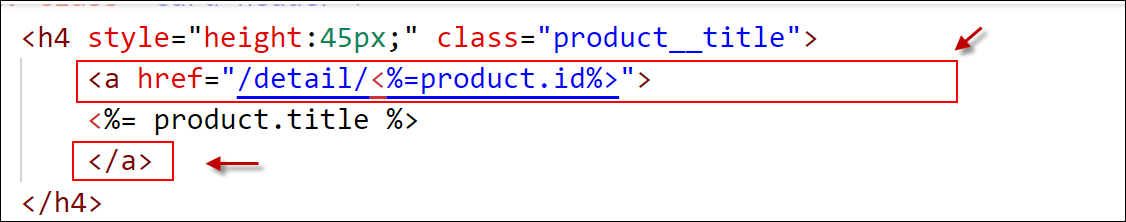 <h4 style="height:45px;" class="product__title">
<a href="/detail/<%=product.id%>">
<%= product.title %>
</a>
</h4>